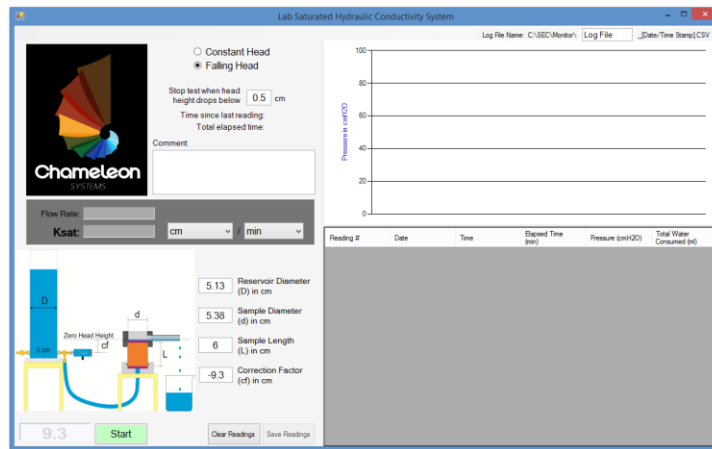 Lab Saturated Hydraulic Conductivity System
Log File Name: C:\SEC\Monitor\ Log File _[Date/Time Stamp].CSV
Chameleon
SYSTEMS
Constant Head
Falling Head
Stop test when head
height drops below 0.5 cm
Time since last reading:
Total elapsed time:
Comment:
Flow Rate:
Ksat: cm / min
D
Zero Head Height
5 cm
cf
d
L
5.13 Reservoir Diameter
(D) in cm
5.38 Sample Diameter
(d) in cm
6 Sample Length
(L) in cm
-9.3 Correction Factor
(cf) in cm
9.3 Start Clear Readings Save Readings
Pressure in cmH2O
100
80
60
40
20
0
Reading # Date Time Elapsed Time
(min) Pressure (cmH2O) Total Water
Consumed (ml)